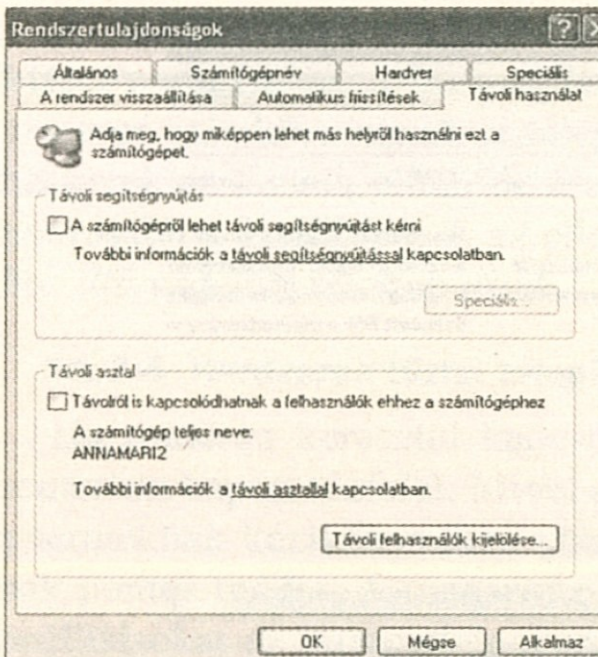 Rendszertulajdonságok
Általános Számítógépnév Hardver Speciális
A rendszer visszaállítása Automatikus frissítések Távoli használat
Adja meg, hogy miképpen lehet más helyről használni ezt a
számítógépet.
Távoli segítségnyújtás
A számítógépről lehet távoli segítségnyújtást kérni
További információk a távoli segítségnyújtással kapcsolatban.
Speciális...
Távoli asztal
Távolról is kapcsolódhatnak a felhasználók ehhez a számítógéphez
A számítógép teljes neve:
ANNAMARI2
További információk a távoli asztallal kapcsolatban.
Távoli felhasználók kijelölése...
OK Mégse Alkalmaz